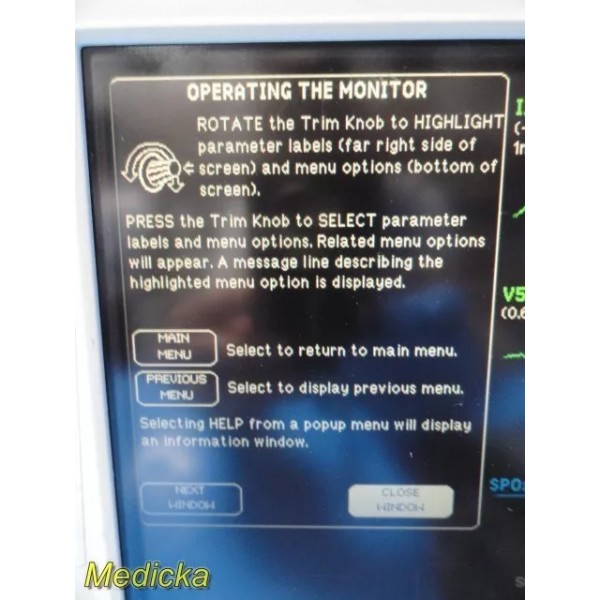 OPERATING THE MONITOR
ROTATE the Trim Knob to HIGHLIGHT
parameter labels (far right side of
screen) and menu options (bottom of
screen).
PRESS the Trim Knob to SELECT parameter
labels and menu options. Related menu options
will appear. A message line describing the
highlighted menu option is displayed.
MAIN
MENU
Select to return to main menu.
PREVIOUS
MENU
Select to display previous menu.
Selecting HELP from a popup menu will display
an information window.
NEXT
WINDOW
CLOSE
WINDOW
V5
(0.6
SPO
Medicka